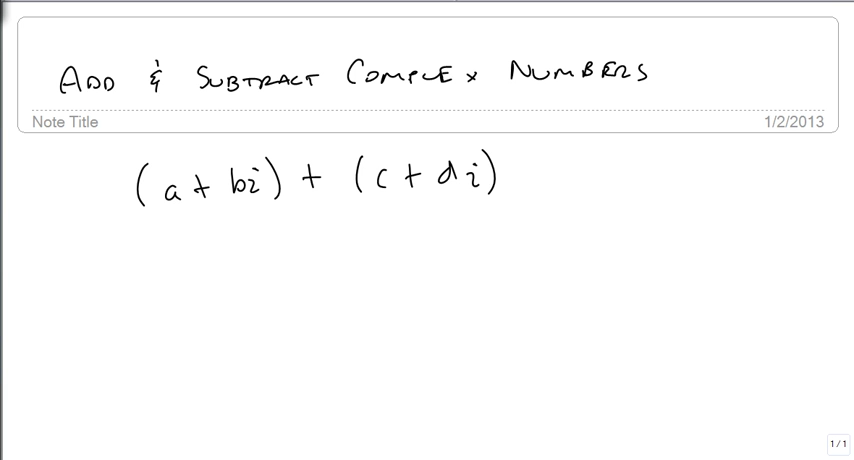 ADD & SUBTRACT COMPLEX NUMBERS
Note Title
1/2/2013
(a + bi) + (c + di)
1 / 1